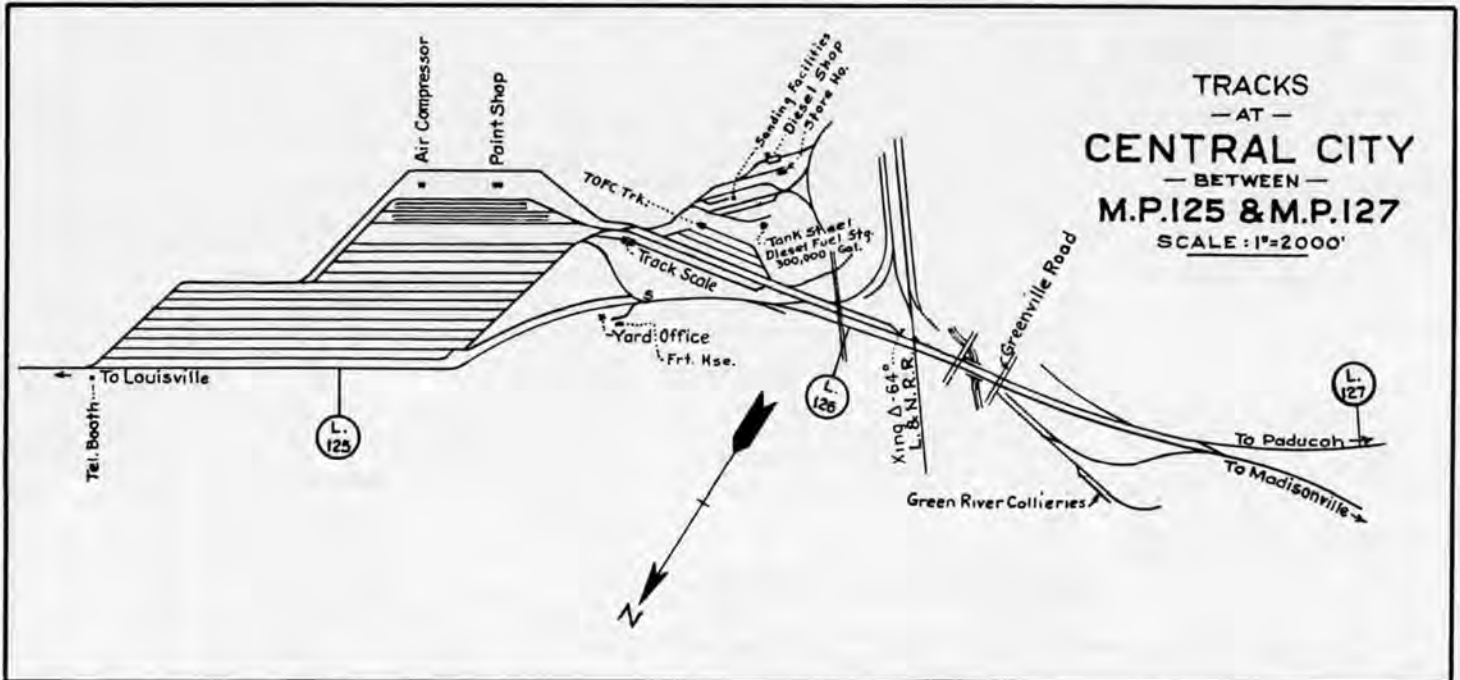 TRACKS
— AT —
CENTRAL CITY
— BETWEEN —
M.P.125 & M.P.127
SCALE : 1"=2000'
Air Compressor
Paint Shop
Sanding Facilities
Diesel Shop
Store Ho.
TOFC Trk.
Tank Steel
Diesel Fuel Stg.
300,000 Gal.
Track Scale
S
Yard Office
Frt. Hse.
To Louisville
Tel. Booth
L.
125
L.
126
Xing Δ-64°
L. & N. R. R.
Greenville Road
L.
127
To Paducah
To Madisonville
Green River Collieries
N